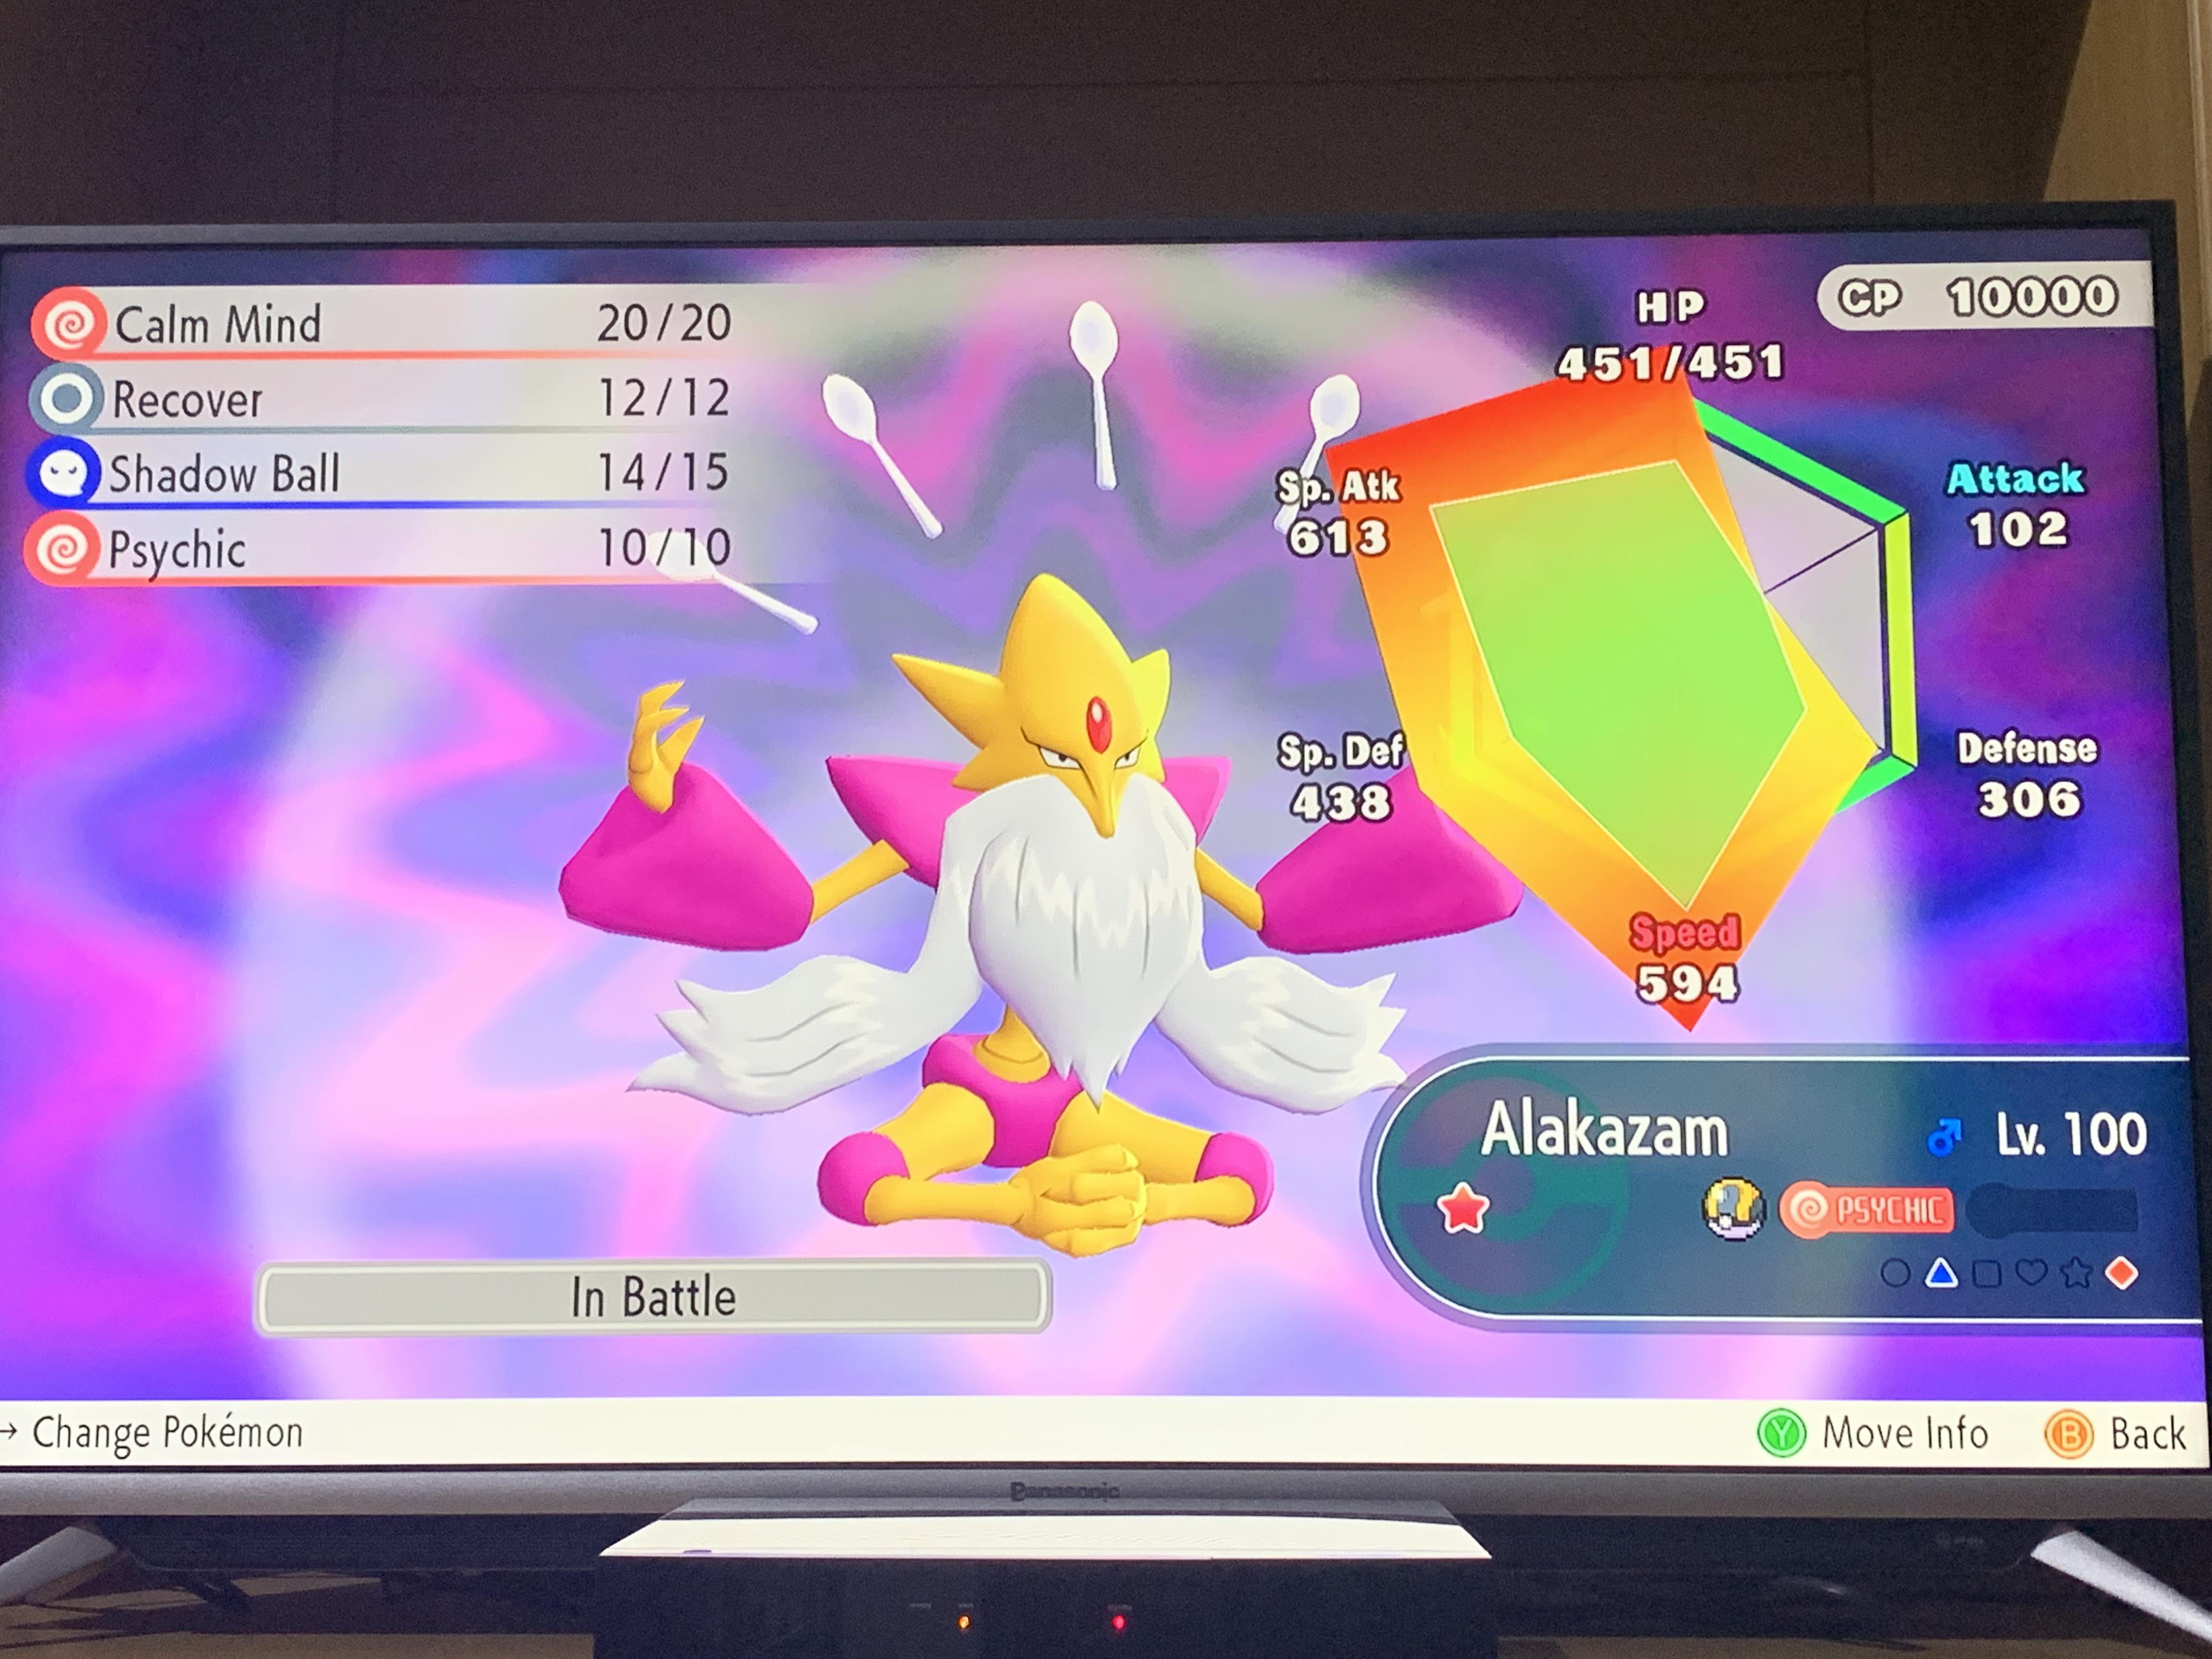 Calm Mind 20/20
Recover 12/12
Shadow Ball 14/15
Psychic 10/10
CP 10000
HP
451/451
Sp. Atk
613
Attack
102
Sp. Def
438
Defense
306
Speed
594
Alakazam ♂ Lv. 100
PSYCHIC
In Battle
→ Change Pokémon
Y Move Info B Back
Panasonic